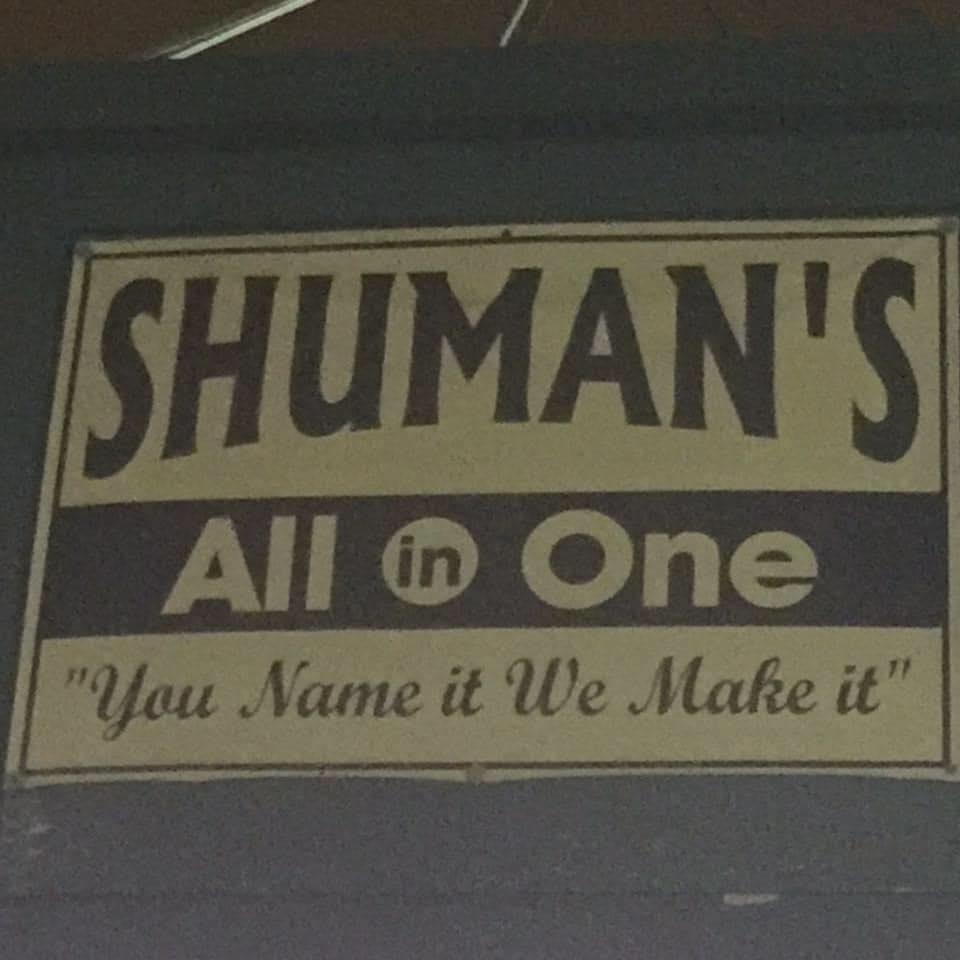 SHUMAN'S
All in One
"You Name it We Make it"